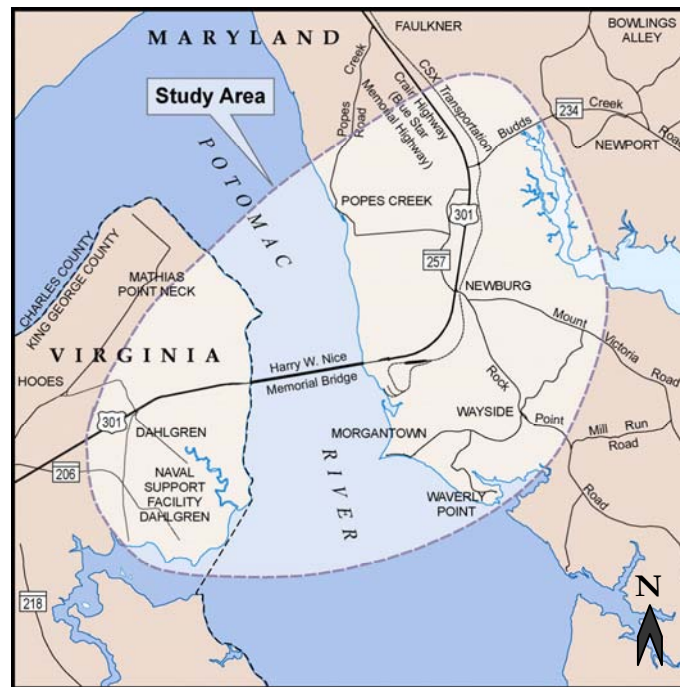 FAULKNER
BOWLINGS
ALLEY
MARYLAND
Study Area
Popes
Creek
Road
Crain Highway
(Blue Star
Memorial Highway)
CSX Transportation
234
Budds Creek Road
NEWPORT
POTOMAC
RIVER
POPES CREEK
301
257
NEWBURG
CHARLES COUNTY
KING GEORGE COUNTY
MATHIAS
POINT NECK
VIRGINIA
Mount Victoria Road
Harry W. Nice
Memorial Bridge
HOOES
Rock Point Road
WAYSIDE
301
DAHLGREN
MORGANTOWN
Mill Run
Road
206
NAVAL
SUPPORT
FACILITY
DAHLGREN
WAVERLY
POINT
218
N